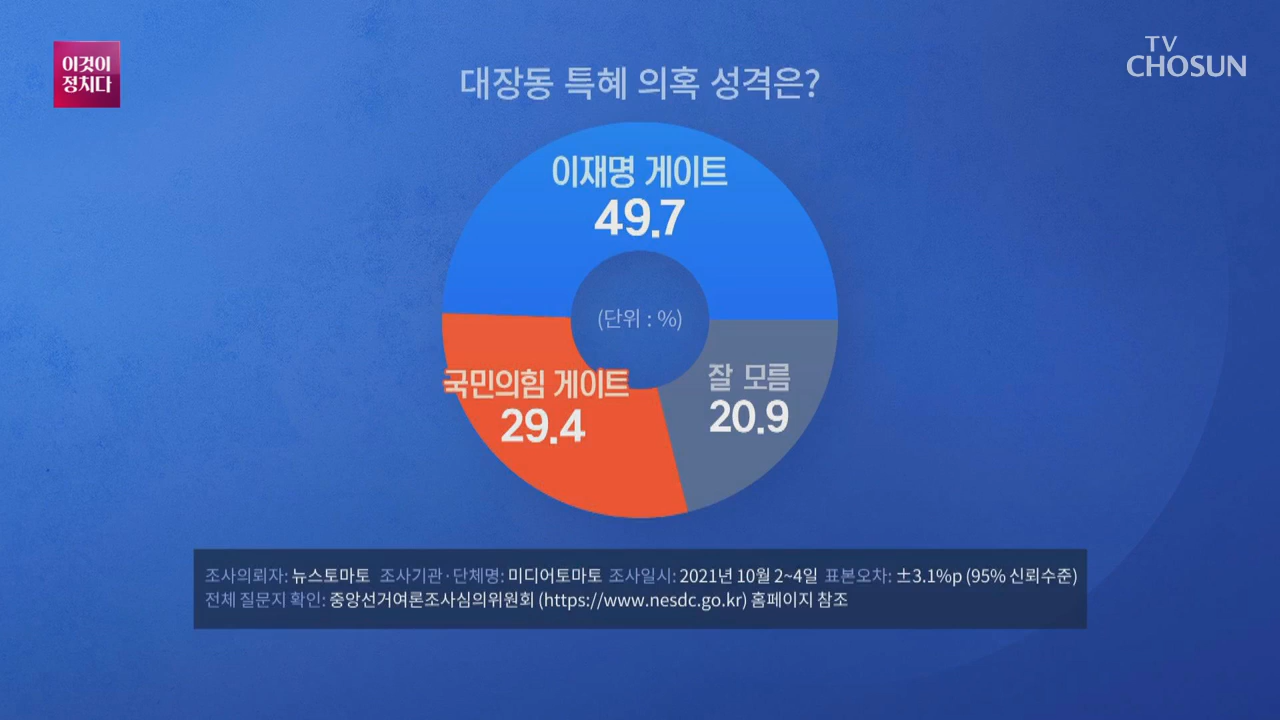 이것이
정치다
TV
CHOSUN
대장동 특혜 의혹 성격은?
이재명 게이트
49.7
(단위 : %)
국민의힘 게이트
29.4
잘 모름
20.9
조사의뢰자: 뉴스토마토 조사기관·단체명: 미디어토마토 조사일시: 2021년 10월 2~4일 표본오차: ±3.1%p (95% 신뢰수준)
전체 질문지 확인: 중앙선거여론조사심의위원회 (https://www.nesdc.go.kr) 홈페이지 참조